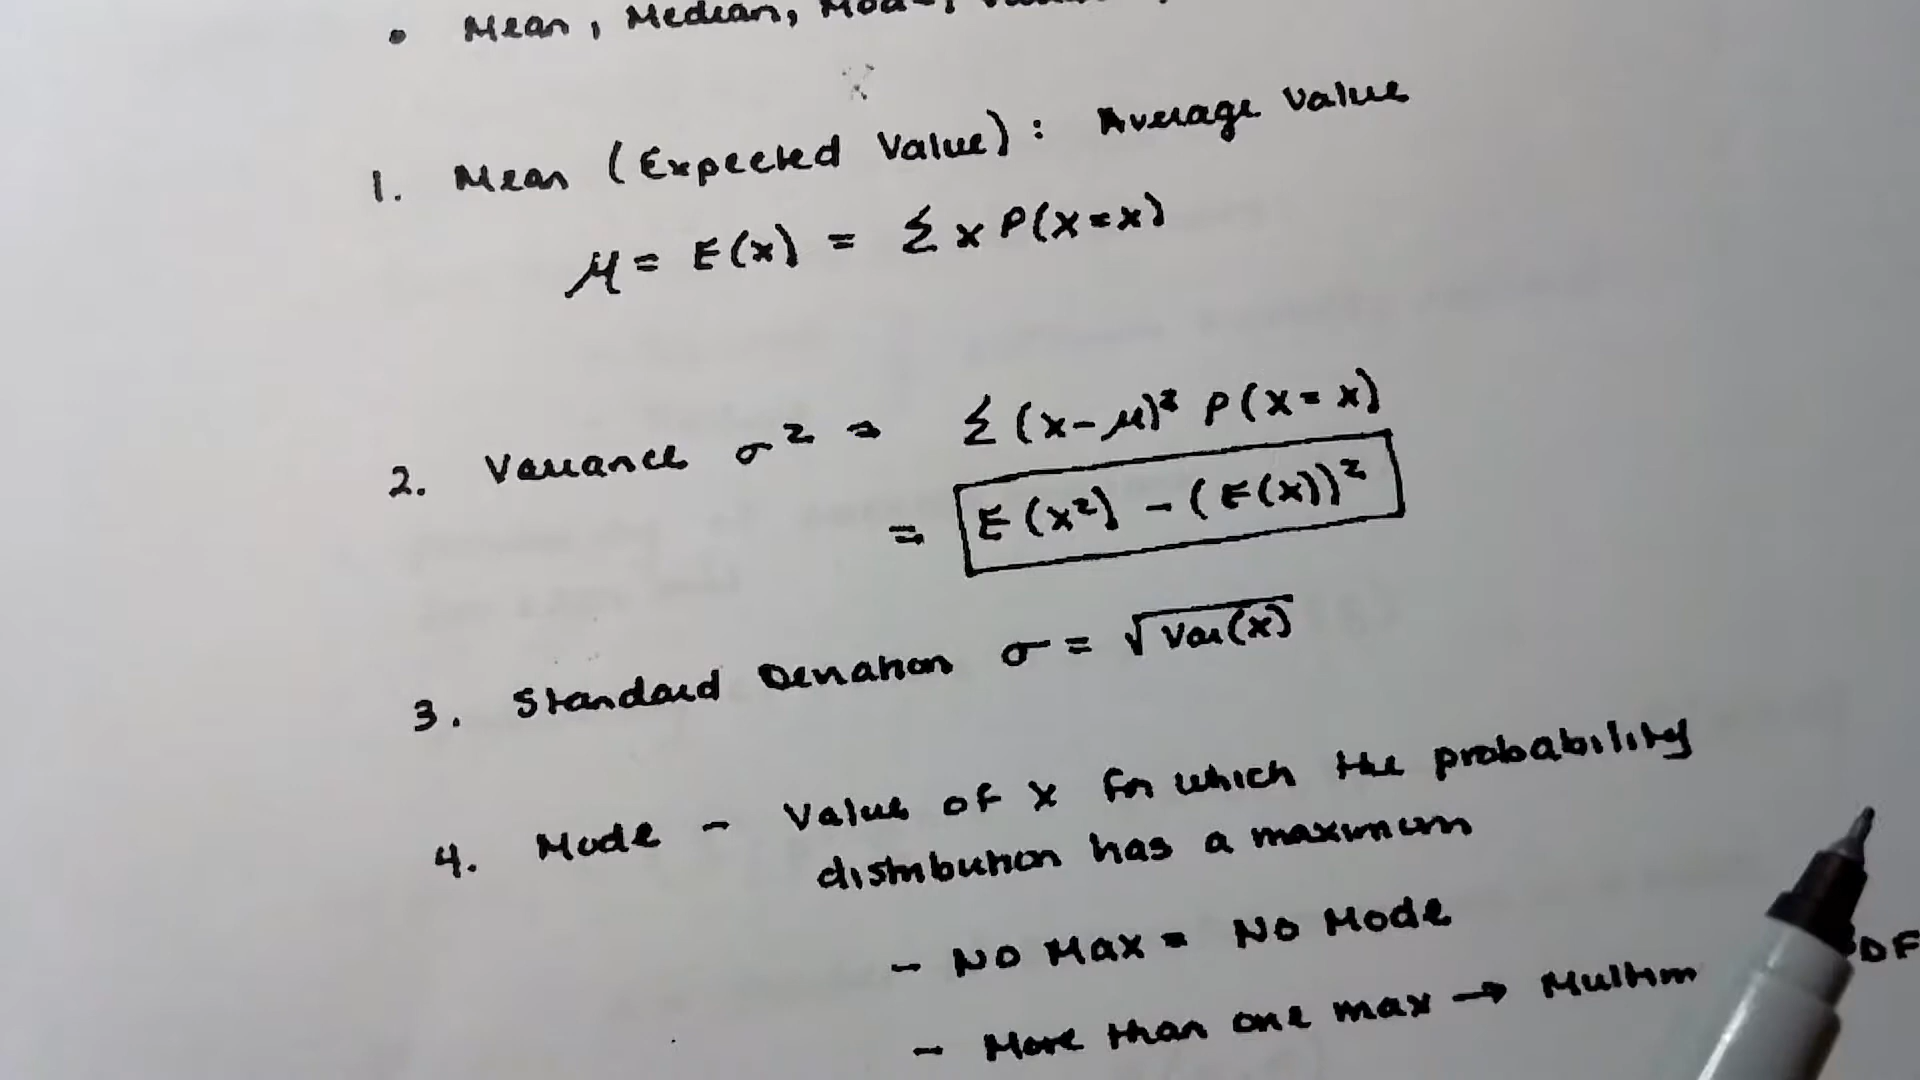 • Mean, Median,
1. Mean (Expected Value): Average Value
μ = E(x) = Σ x P(X=x)
2. Variance σ² = Σ (x-μ)² P(X=x)
= E(x²) - (E(x))²
3. Standard Deviation σ = √Var(x)
4. Mode - Value of x for which the probability
distribution has a maximum
- No Max = No Mode
- More than one max → Multim
DF